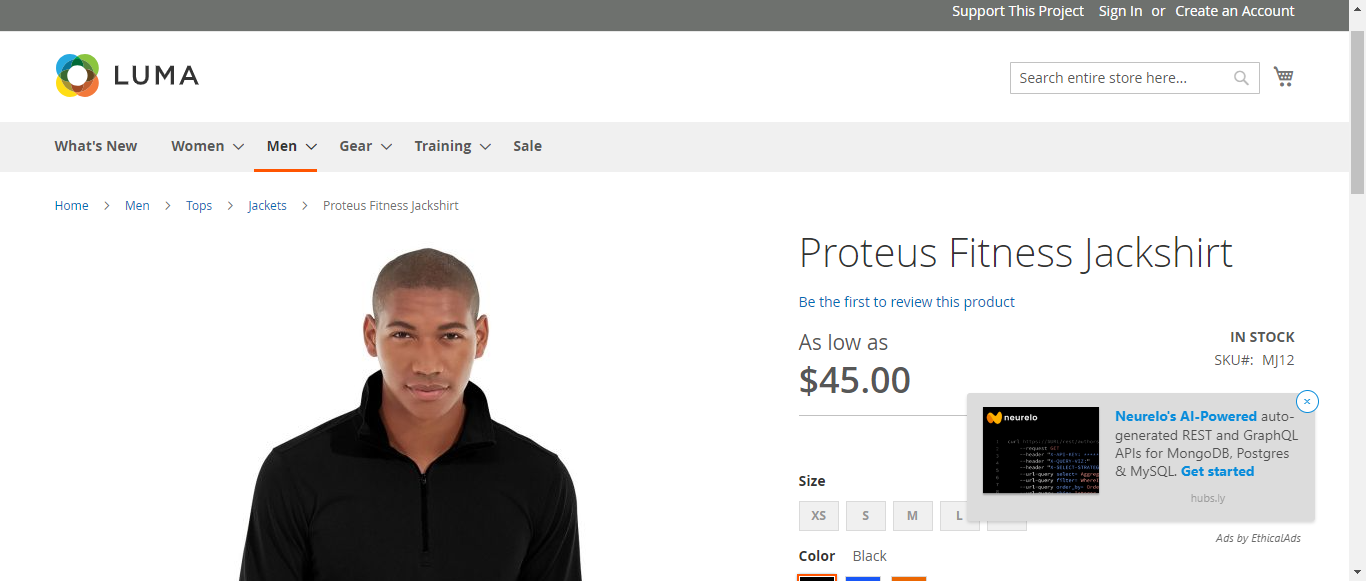 Support This Project Sign In or Create an Account
LUMA
Search entire store here...
What's New Women Men Gear Training Sale
Home > Men > Tops > Jackets > Proteus Fitness Jackshirt
Proteus Fitness Jackshirt
Be the first to review this product
As low as
$45.00
IN STOCK
SKU#: MJ12
neurelo
Neurelo's AI-Powered auto-
generated REST and GraphQL
APIs for MongoDB, Postgres
& MySQL. Get started
hubs.ly
Ads by EthicalAds
Size
XS S M L
Color Black